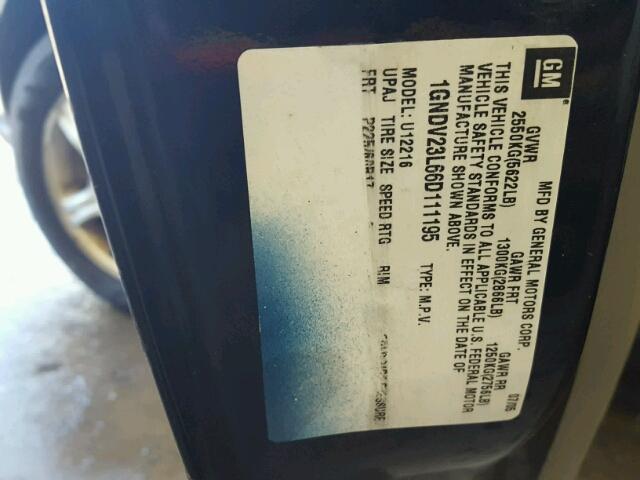 GM
MFD BY GENERAL MOTORS CORP. 07/05
GVWR GAWR FRT GAWR RR
2550KG(5622LB) 1300KG(2866LB) 1250KG(2756LB)
THIS VEHICLE CONFORMS TO ALL APPLICABLE U.S. FEDERAL MOTOR
VEHICLE SAFETY STANDARDS IN EFFECT ON THE DATE OF
MANUFACTURE SHOWN ABOVE.
1GNDV23L66D111195 TYPE: M.P.V.
MODEL: U12216
UPAJ TIRE SIZE SPEED RTG RIM
FRT P225/60R17